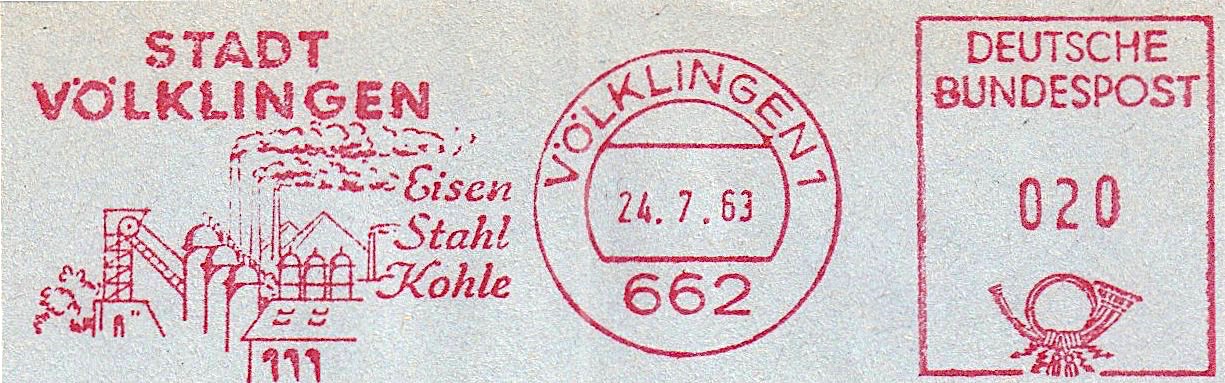 STADT
VÖLKLINGEN
Eisen
Stahl
Kohle
VÖLKLINGEN 1
24.7.63
662
DEUTSCHE
BUNDESPOST
020